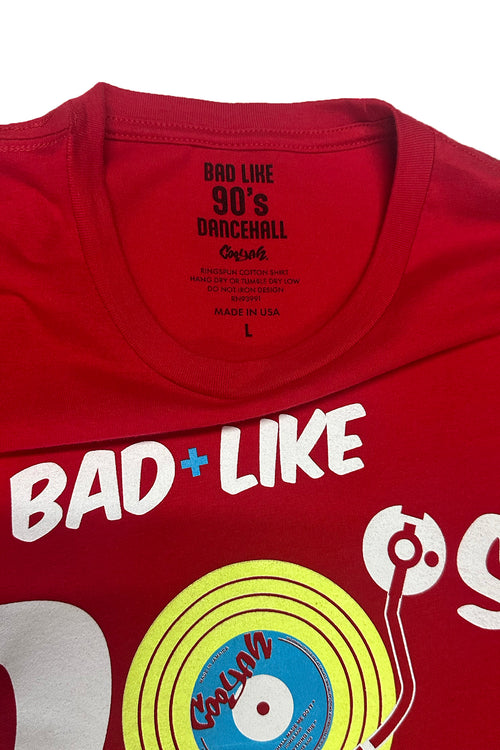 BAD LIKE
90's
DANCEHALL
Cooyah
RINGSPUN COTTON SHIRT
HANG DRY OR TUMBLE DRY LOW
DO NOT IRON DESIGN
MADE IN USA
L
BAD + LIKE
S
Cooyah